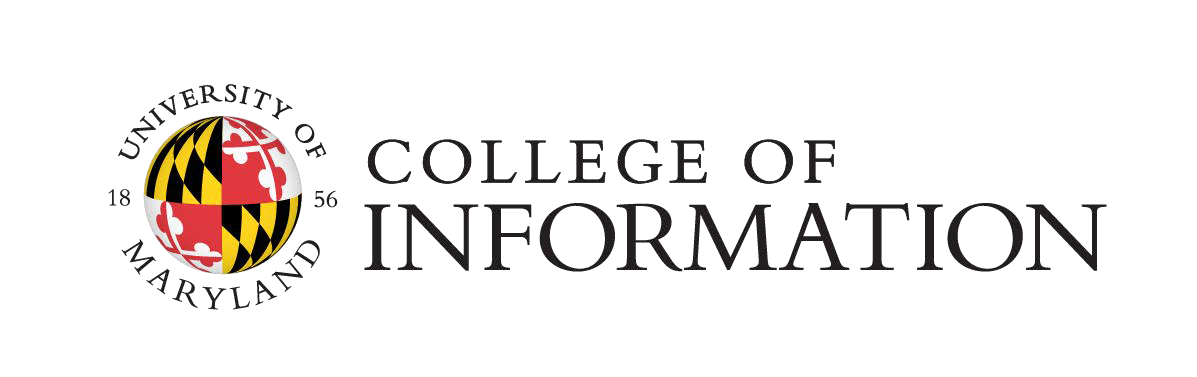 UNIVERSITY OF
18 56
MARYLAND
COLLEGE OF
INFORMATION